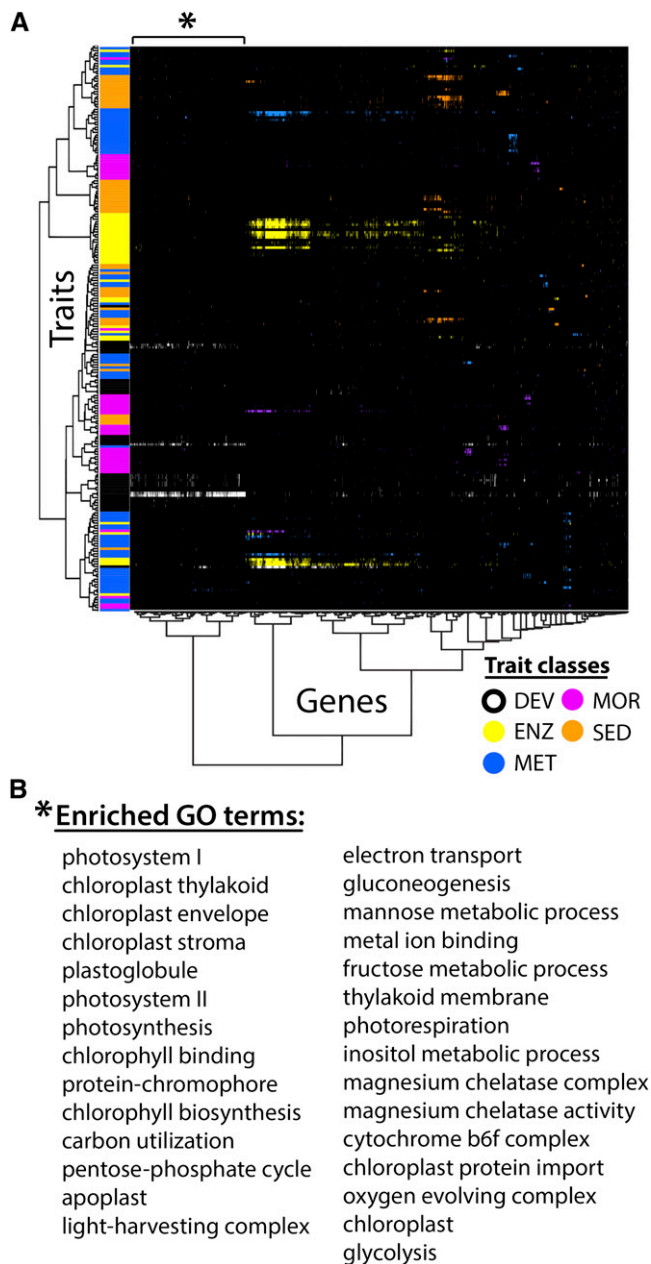 A
*
Traits
Genes
Trait classes
DEV
MOR
ENZ
SED
MET
B
*Enriched GO terms:
photosystem I
chloroplast thylakoid
chloroplast envelope
chloroplast stroma
plastoglobule
photosystem II
photosynthesis
chlorophyll binding
protein-chromophore
chlorophyll biosynthesis
carbon utilization
pentose-phosphate cycle
apoplast
light-harvesting complex
electron transport
gluconeogenesis
mannose metabolic process
metal ion binding
fructose metabolic process
thylakoid membrane
photorespiration
inositol metabolic process
magnesium chelatase complex
magnesium chelatase activity
cytochrome b6f complex
chloroplast protein import
oxygen evolving complex
chloroplast
glycolysis